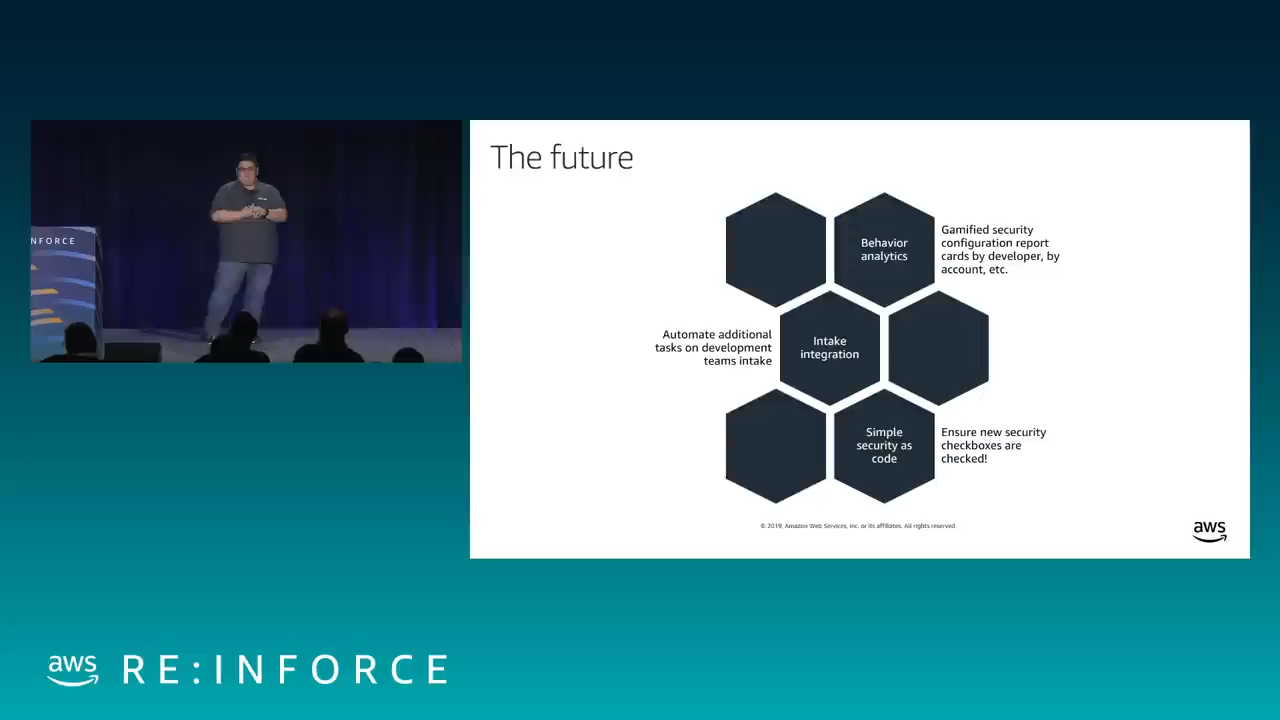 NFORCE
The future
Behavior
analytics
Gamified security
configuration report
cards by developer, by
account, etc.
Automate additional
tasks on development
teams intake
Intake
integration
Simple
security as
code
Ensure new security
checkboxes are
checked!
© 2019, Amazon Web Services, Inc. or its affiliates. All rights reserved.
aws
aws RE:INFORCE